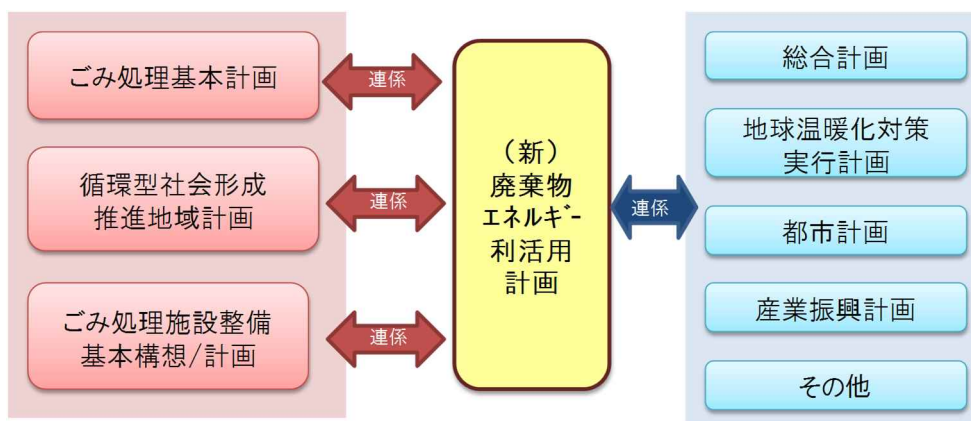 ごみ処理基本計画
循環型社会形成
推進地域計画
ごみ処理施設整備
基本構想/計画
連係
連係
連係
（新）
廃棄物
ｴﾈﾙｷﾞｰ
利活用
計画
連係
総合計画
地球温暖化対策
実行計画
都市計画
産業振興計画
その他